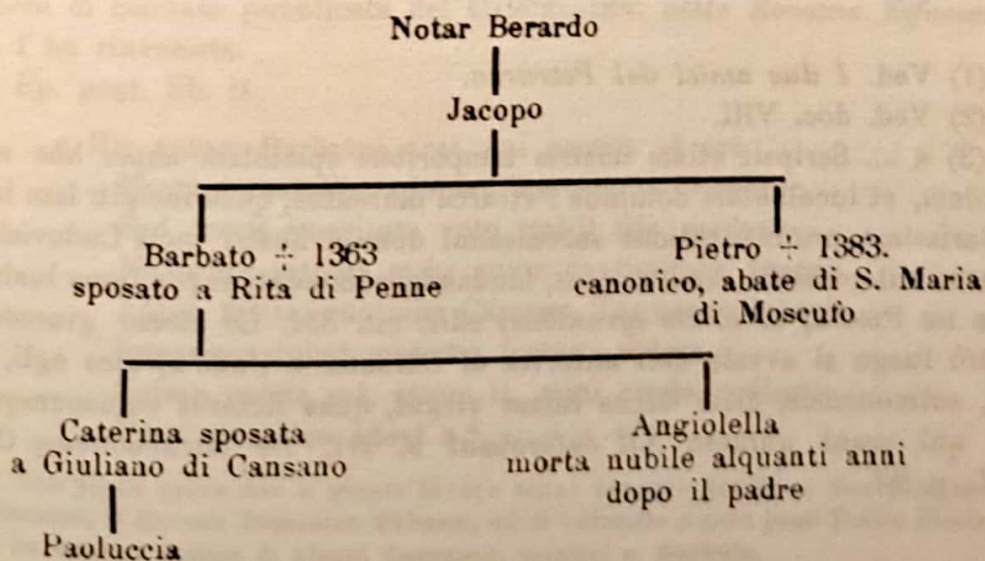 Notar Berardo
Jacopo
Barbato ÷ 1363
sposato a Rita di Penne
Pietro ÷ 1383.
canonico, abate di S. Maria
di Moscufo
Caterina sposata
a Giuliano di Cansano
Angiolella
morta nubile alquanti anni
dopo il padre
Paoluccia